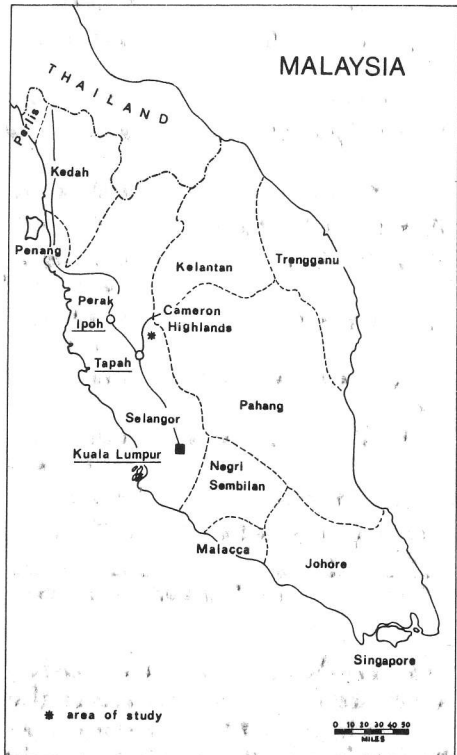 MALAYSIA
THAILAND
Perlis
Kedah
Penang
Kelantan
Trengganu
Perak
Ipoh
Cameron
Highlands
Tapah
Pahang
Selangor
Kuala Lumpur
Negri
Sembilan
Malacca
Johore
Singapore
* area of study
0 10 20 30 40 50
MILES